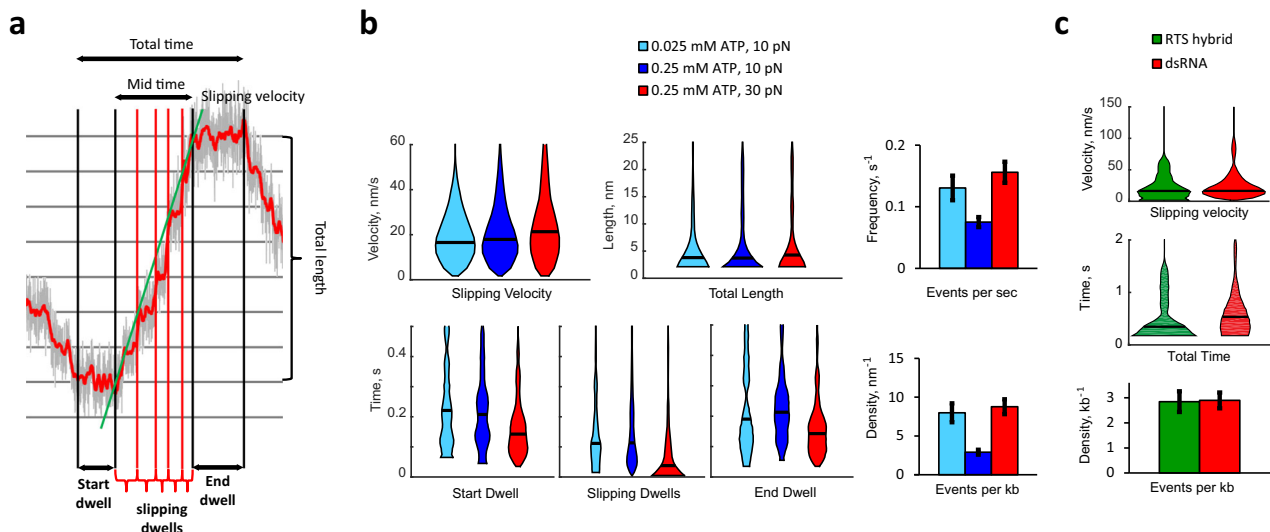 a
Total time
Mid time
Slipping velocity
Total length
Start
dwell
slipping
dwells
End
dwell
b
0.025 mM ATP, 10 pN
0.25 mM ATP, 10 pN
0.25 mM ATP, 30 pN
Velocity, nm/s
60
40
20
0
Slipping Velocity
Length, nm
25
20
15
10
5
0
Total Length
Frequency, s⁻¹
0.2
0.1
0
Events per sec
Time, s
0.4
0.2
0
Start Dwell
Slipping Dwells
End Dwell
Density, nm⁻¹
15
10
5
0
Events per kb
c
RTS hybrid
dsRNA
Velocity, nm/s
150
100
50
0
Slipping velocity
Time, s
2
1
0
Total Time
Density, kb⁻¹
3
2
1
0
Events per kb